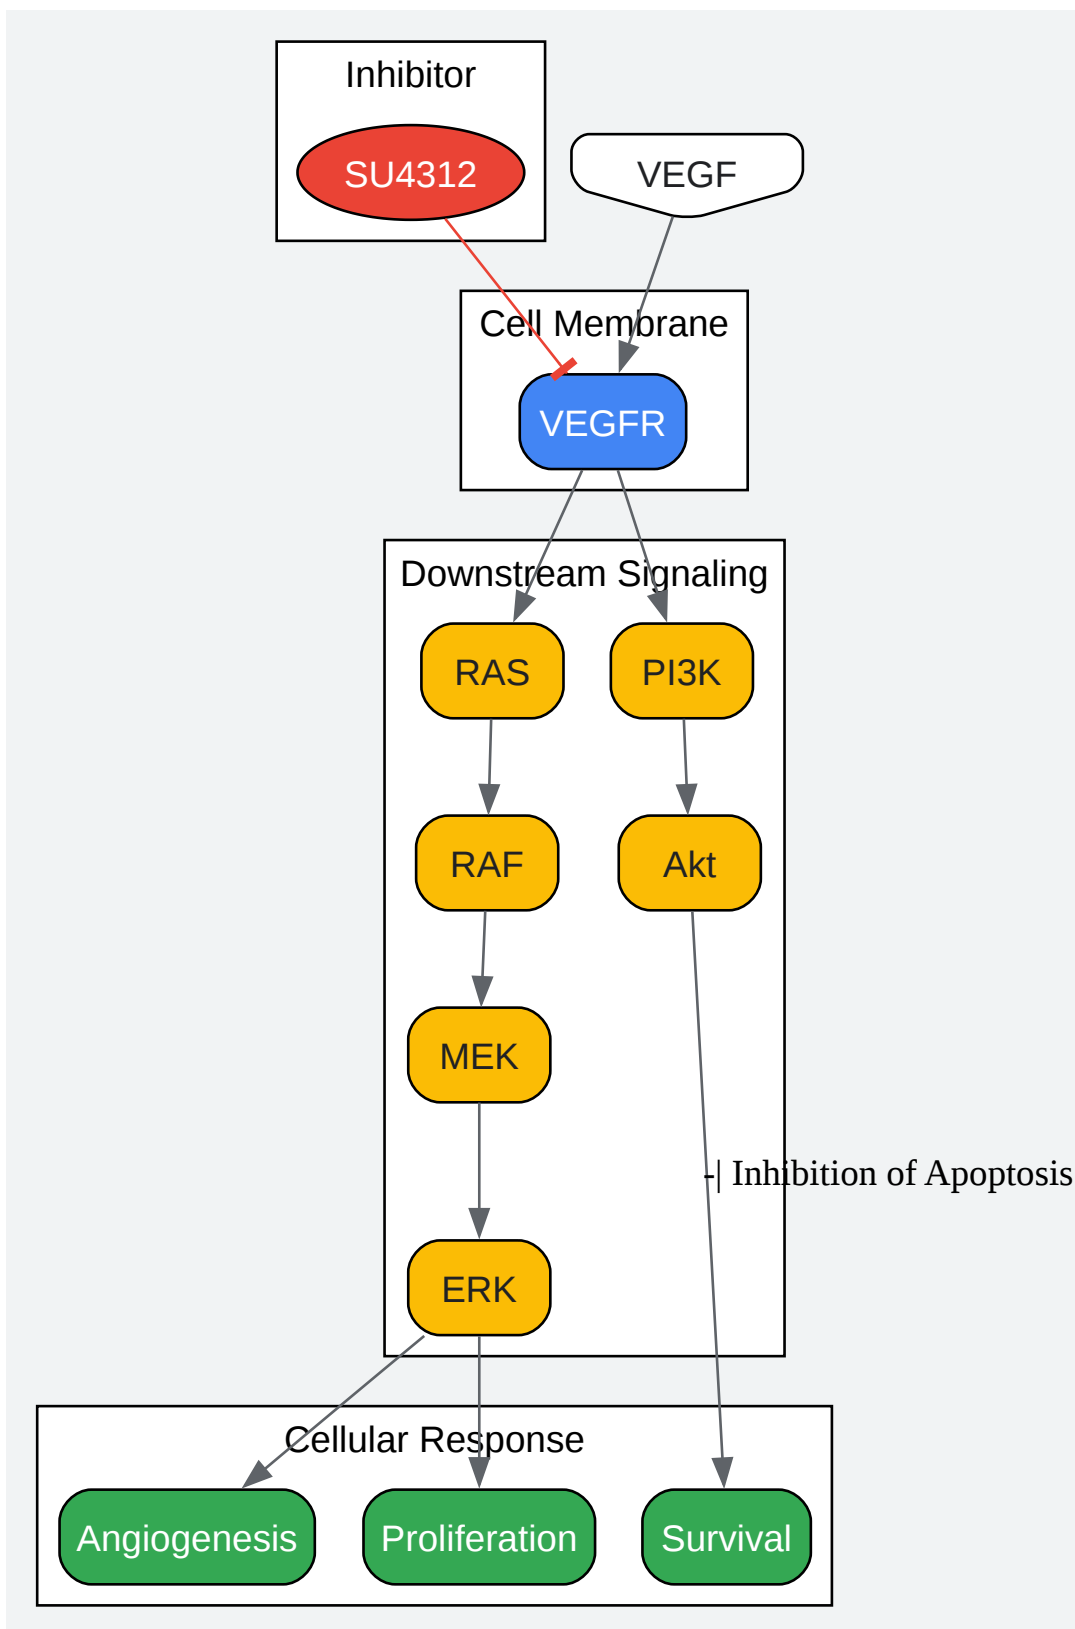 Inhibitor
SU4312
VEGF
Cell Membrane
VEGFR
Downstream Signaling
RAS
PI3K
RAF
Akt
MEK
-| Inhibition of Apoptosis
ERK
Cellular Response
Angiogenesis
Proliferation
Survival